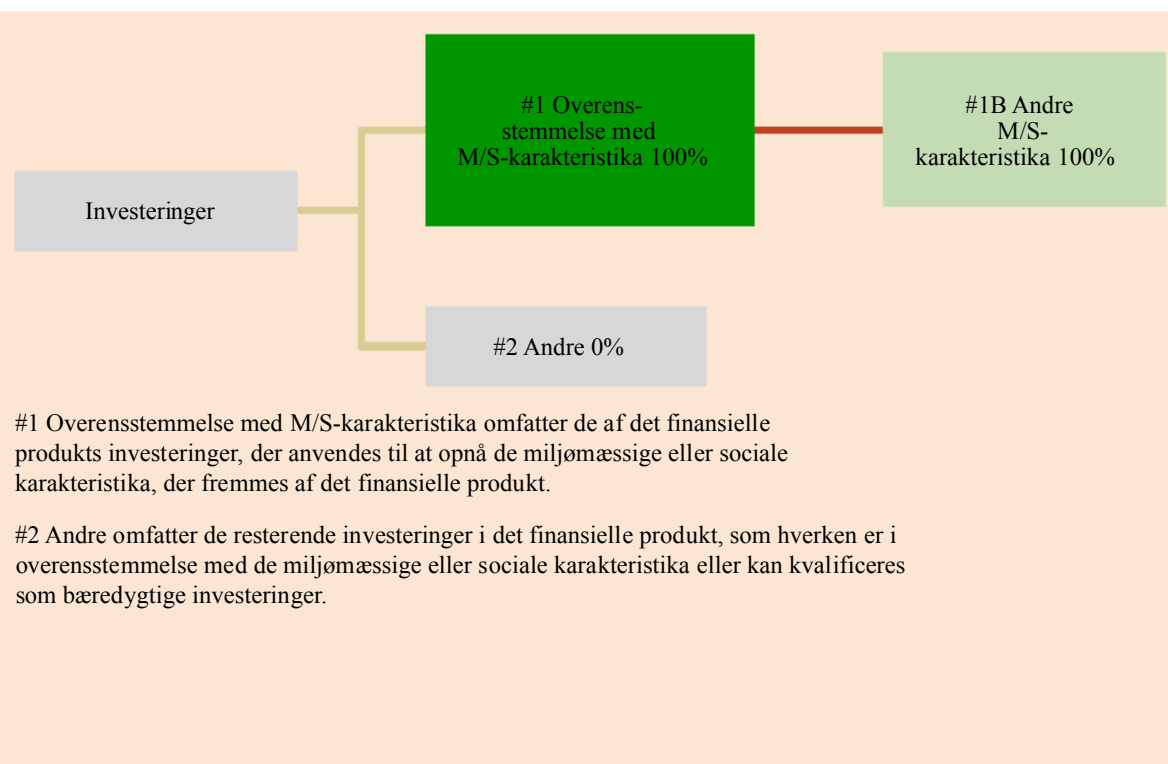 #1 Overens-
stemmelse med
M/S-karakteristika 100%
#1B Andre
M/S-
karakteristika 100%
Investeringer
#2 Andre 0%
#1 Overensstemmelse med M/S-karakteristika omfatter de af det finansielle
produkts investeringer, der anvendes til at opnå de miljømæssige eller sociale
karakteristika, der fremmes af det finansielle produkt.
#2 Andre omfatter de resterende investeringer i det finansielle produkt, som hverken er i
overensstemmelse med de miljømæssige eller sociale karakteristika eller kan kvalificeres
som bæredygtige investeringer.